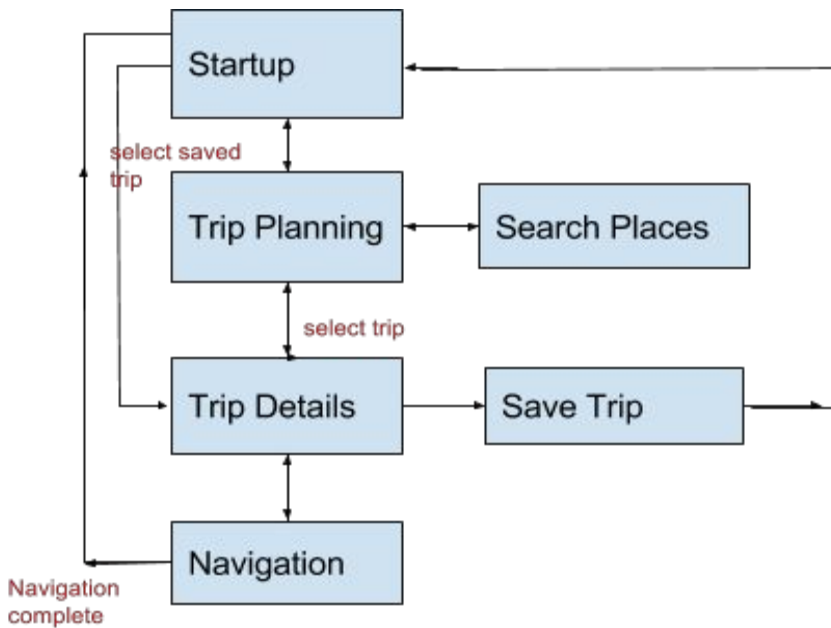 Startup
select saved
trip
Trip Planning
Search Places
select trip
Trip Details
Save Trip
Navigation
Navigation
complete